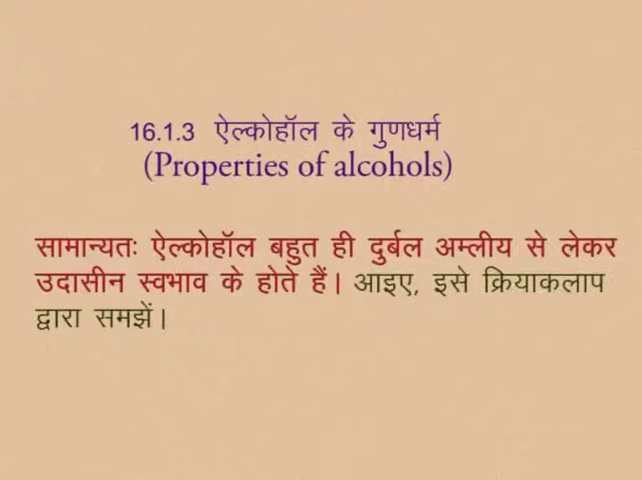 16.1.3 ऐल्कोहॉल के गुणधर्म
(Properties of alcohols)
सामान्यतः ऐल्कोहॉल बहुत ही दुर्बल अम्लीय से लेकर
उदासीन स्वभाव के होते हैं। आइए, इसे क्रियाकलाप
द्वारा समझें।